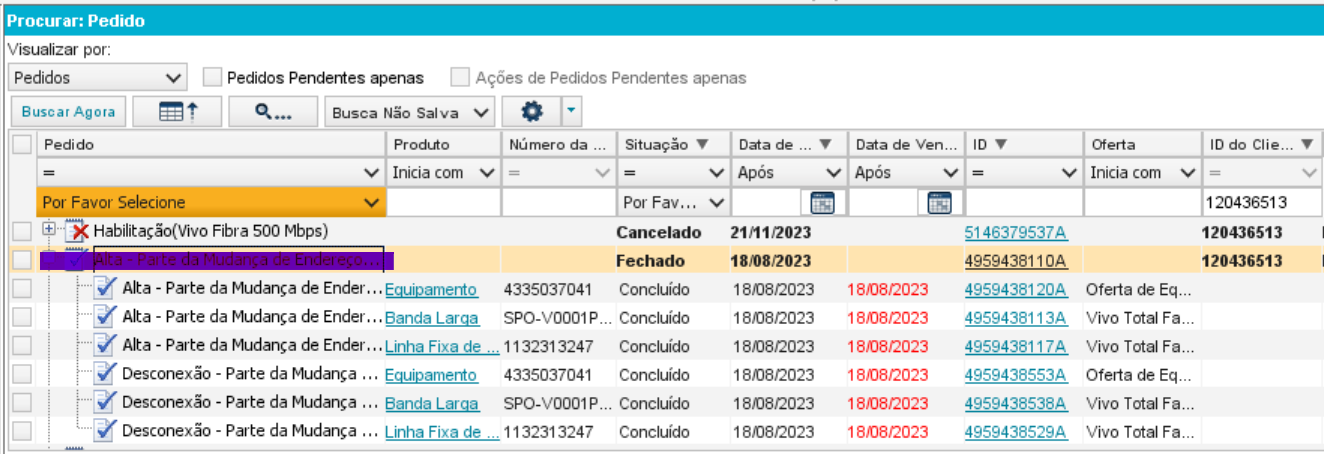 Procurar: Pedido
Visualizar por:
Pedidos Pedidos Pendentes apenas Ações de Pedidos Pendentes apenas
Buscar Agora ... Busca Não Salva
Pedido Produto Número da ... Situação Data de ... Data de Ven... ID Oferta ID do Clie...
= Inicia com = = Após Após = Inicia com =
Por Favor Selecione Por Fav... 120436513
Habilitação(Vivo Fibra 500 Mbps) Cancelado 21/11/2023 5146379537A 120436513
Alta - Parte da Mudança de Endereço... Fechado 18/08/2023 4959438110A 120436513
Alta - Parte da Mudança de Ender... Equipamento 4335037041 Concluído 18/08/2023 18/08/2023 4959438120A Oferta de Eq...
Alta - Parte da Mudança de Ender... Banda Larga SPO-V0001P... Concluído 18/08/2023 18/08/2023 4959438113A Vivo Total Fa...
Alta - Parte da Mudança de Ender... Linha Fixa de ... 1132313247 Concluído 18/08/2023 18/08/2023 4959438117A Vivo Total Fa...
Desconexão - Parte da Mudança ... Equipamento 4335037041 Concluído 18/08/2023 18/08/2023 4959438553A Oferta de Eq...
Desconexão - Parte da Mudança ... Banda Larga SPO-V0001P... Concluído 18/08/2023 18/08/2023 4959438538A Vivo Total Fa...
Desconexão - Parte da Mudança ... Linha Fixa de ... 1132313247 Concluído 18/08/2023 18/08/2023 4959438529A Vivo Total Fa...